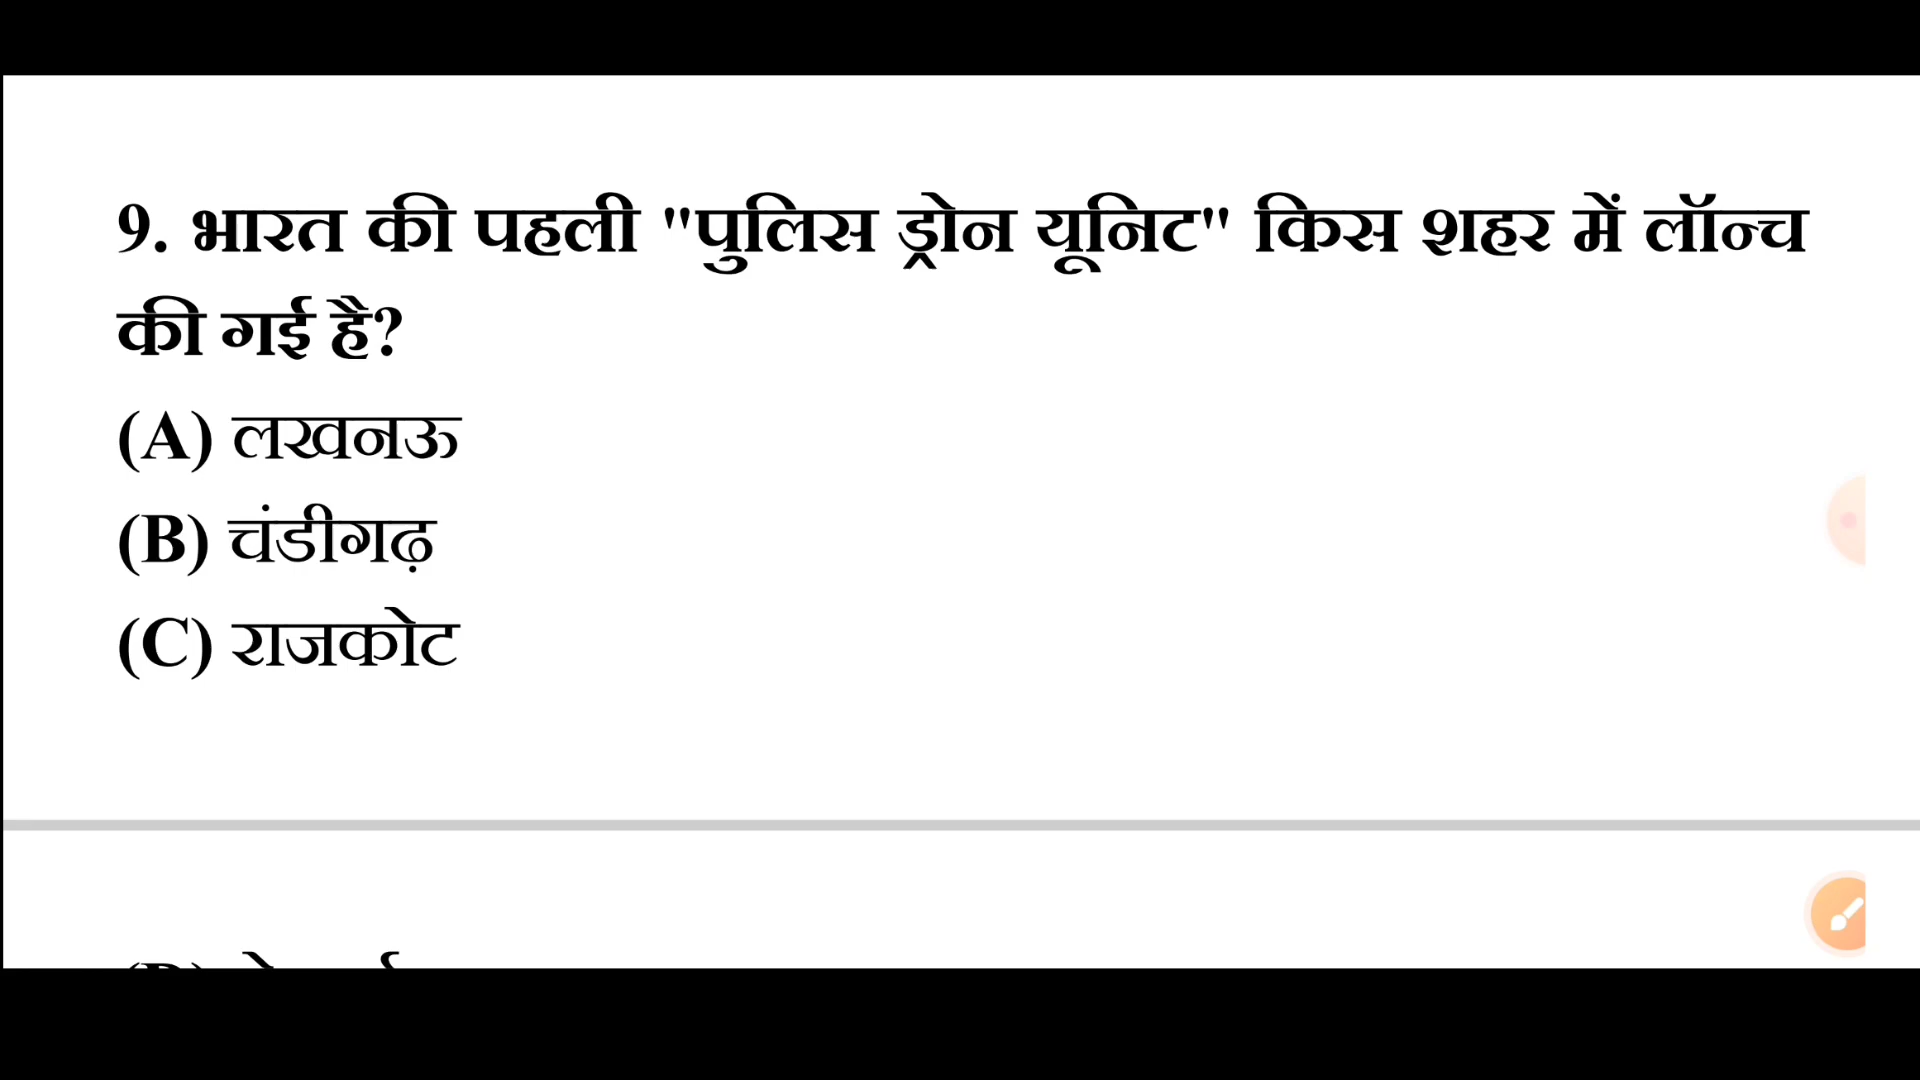 9. भारत की पहली "पुलिस ड्रोन यूनिट" किस शहर में लॉन्च
की गई है?
(A) लखनऊ
(B) चंडीगढ़
(C) राजकोट